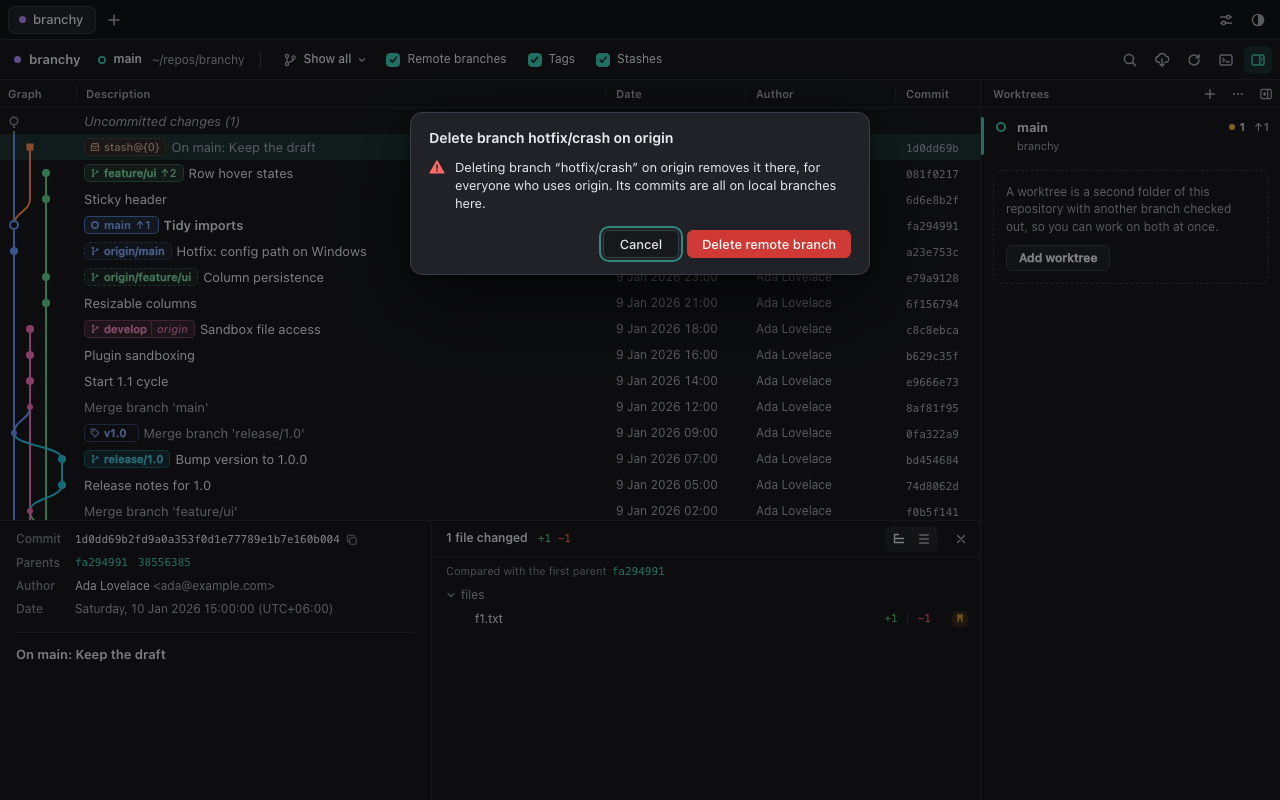 branchy
branchy main ~/repos/branchy Show all Remote branches Tags Stashes
Graph Description Date Author Commit Worktrees
Uncommitted changes (1)
stash@{0} On main: Keep the draft 1d0dd69b
feature/ui ↑2 Row hover states 081f0217
Sticky header 6d6e8b2f
main ↑1 Tidy imports fa294991
origin/main Hotfix: config path on Windows a23e753c
origin/feature/ui Column persistence 9 Jan 2026 23:00 Ada Lovelace e79a9128
Resizable columns 9 Jan 2026 21:00 Ada Lovelace 6f156794
develop origin Sandbox file access 9 Jan 2026 18:00 Ada Lovelace c8c8ebca
Plugin sandboxing 9 Jan 2026 16:00 Ada Lovelace b629c35f
Start 1.1 cycle 9 Jan 2026 14:00 Ada Lovelace e9666e73
Merge branch 'main' 9 Jan 2026 12:00 Ada Lovelace 8af81f95
v1.0 Merge branch 'release/1.0' 9 Jan 2026 09:00 Ada Lovelace 0fa322a9
release/1.0 Bump version to 1.0.0 9 Jan 2026 07:00 Ada Lovelace bd454684
Release notes for 1.0 9 Jan 2026 05:00 Ada Lovelace 74d8062d
Merge branch 'feature/ui' 9 Jan 2026 02:00 Ada Lovelace f0b5f141
Delete branch hotfix/crash on origin
Deleting branch “hotfix/crash” on origin removes it there, for
everyone who uses origin. Its commits are all on local branches
here.
Cancel Delete remote branch
main 1 ↑1
branchy
A worktree is a second folder of this
repository with another branch checked
out, so you can work on both at once.
Add worktree
Commit 1d0dd69b2fd9a0a353f0d1e77789e1b7e160b004
Parents fa294991 38556385
Author Ada Lovelace <ada@example.com>
Date Saturday, 10 Jan 2026 15:00:00 (UTC+06:00)
On main: Keep the draft
1 file changed +1 −1
Compared with the first parent fa294991
files
f1.txt +1 | −1 M